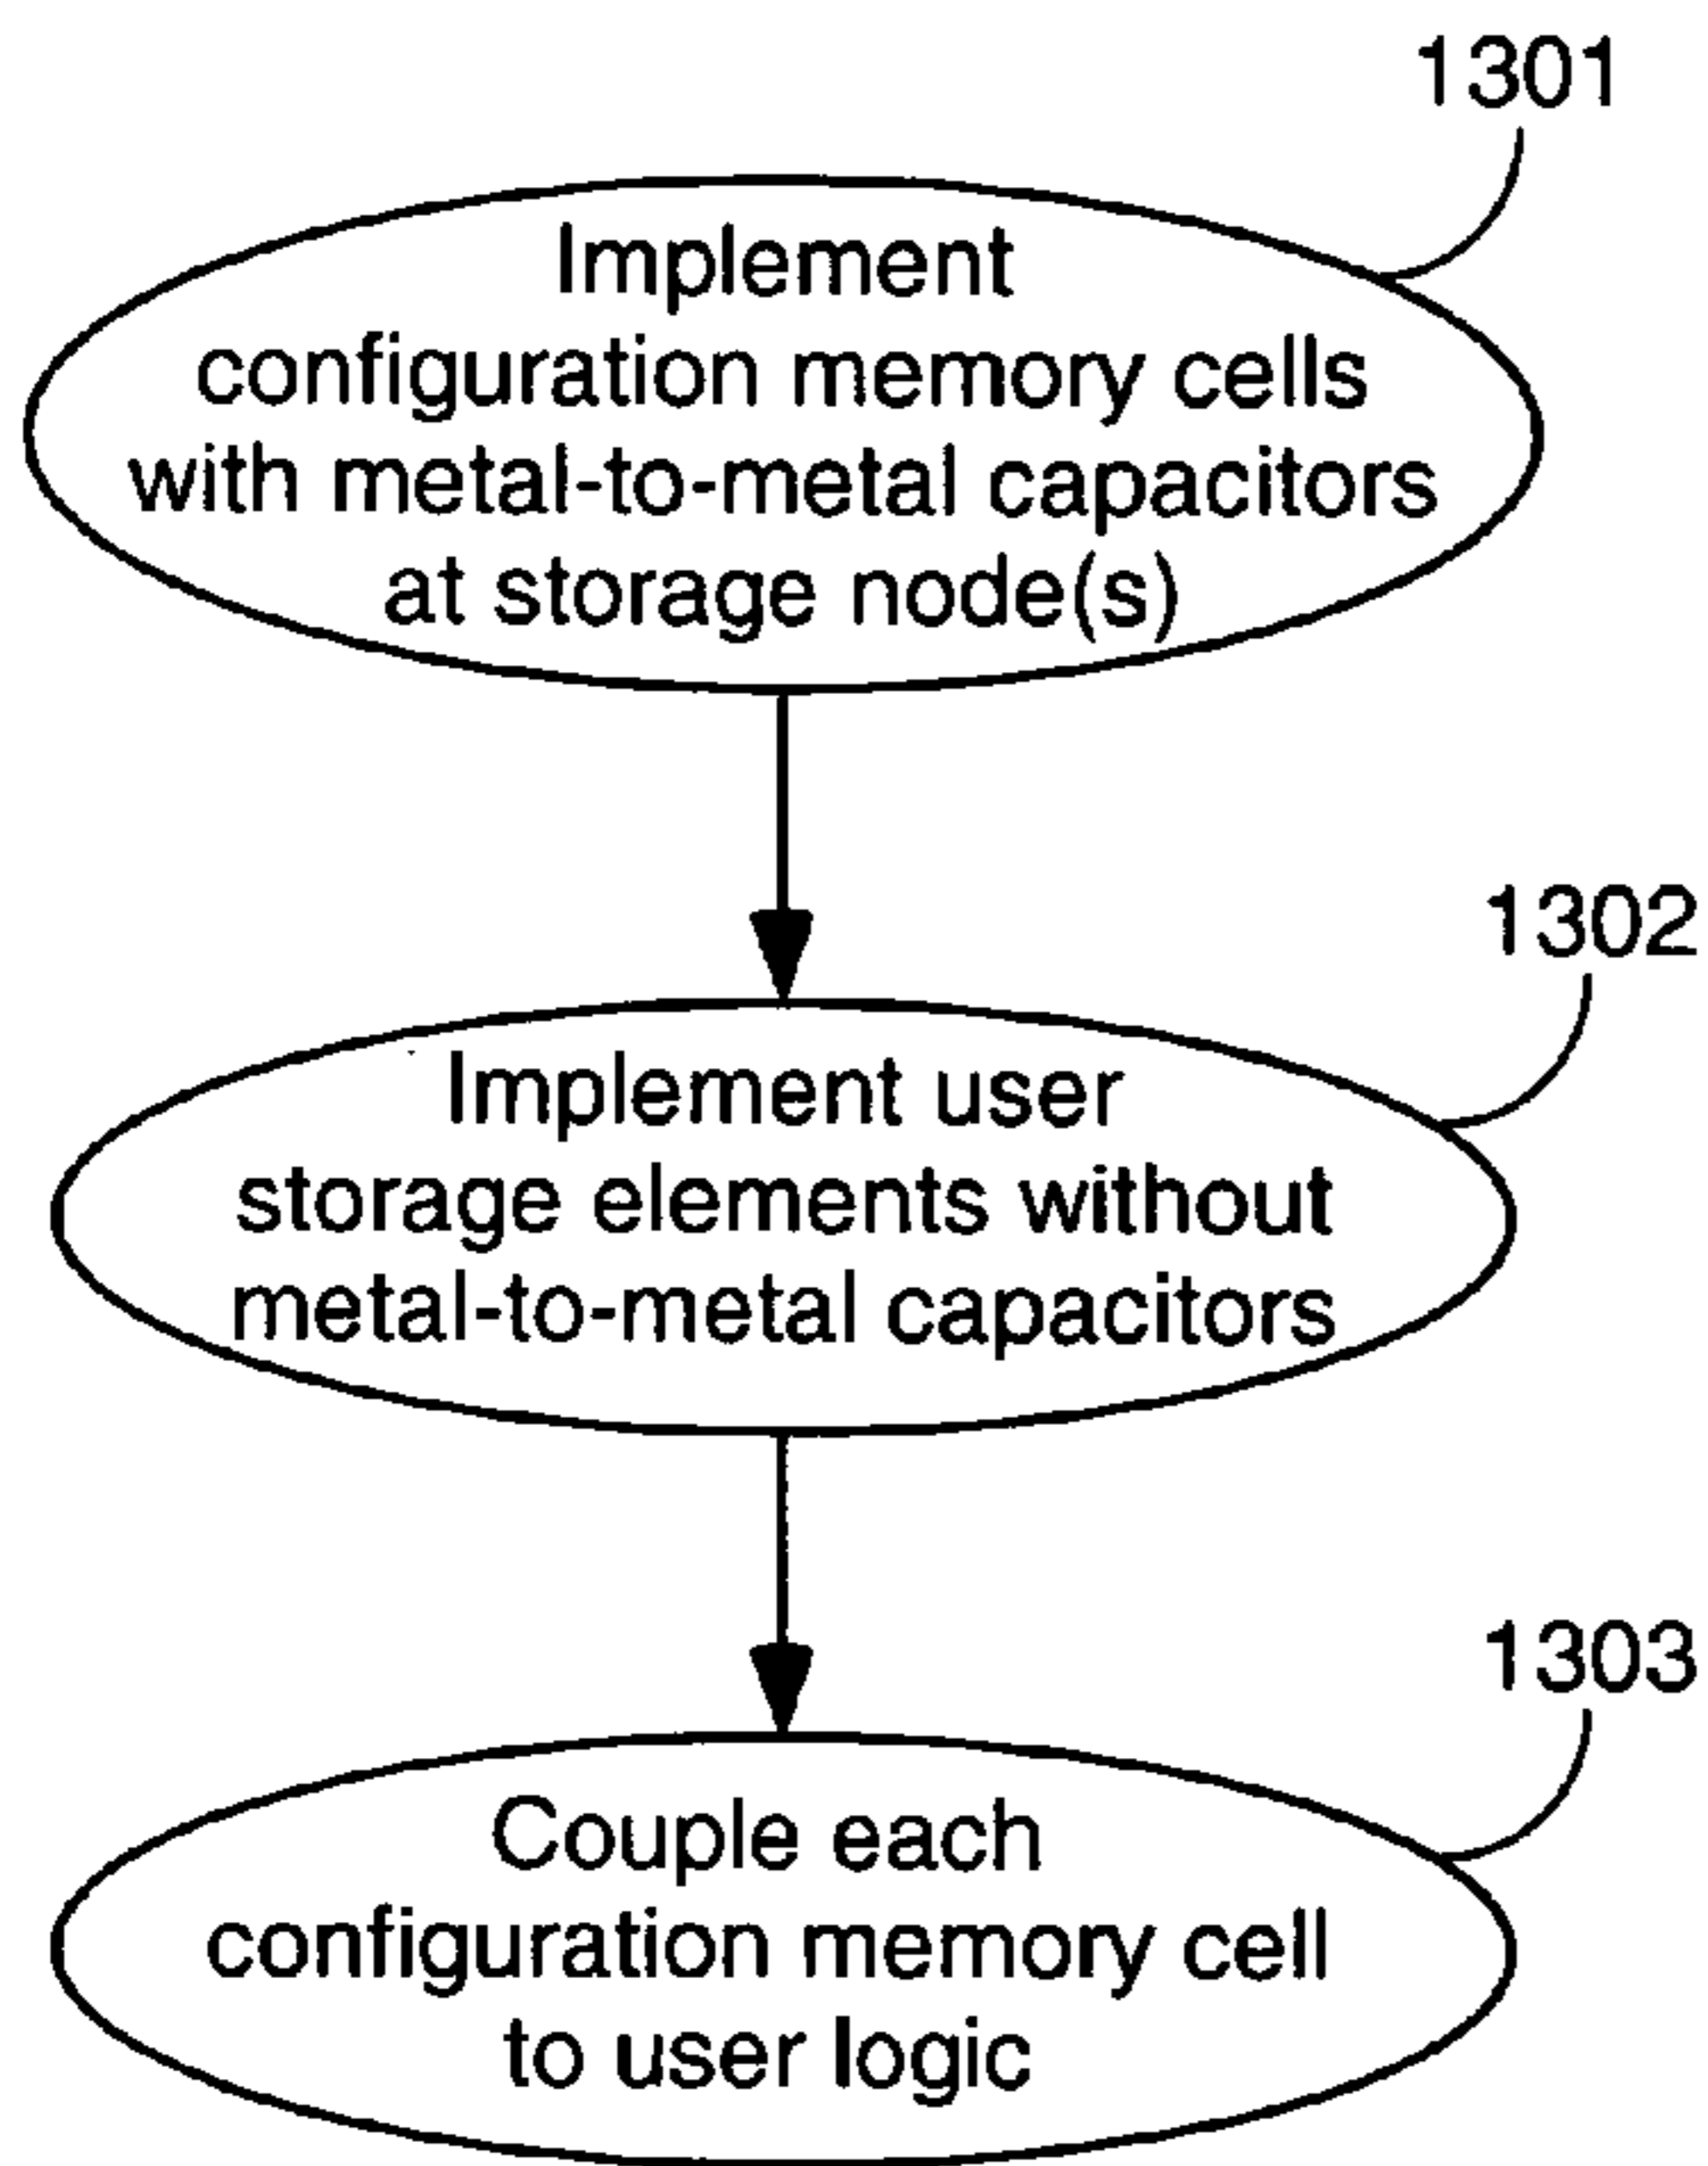 1301
Implement
configuration memory cells
with metal-to-metal capacitors
at storage node(s)
1302
Implement user
storage elements without
metal-to-metal capacitors
1303
Couple each
configuration memory cell
to user logic